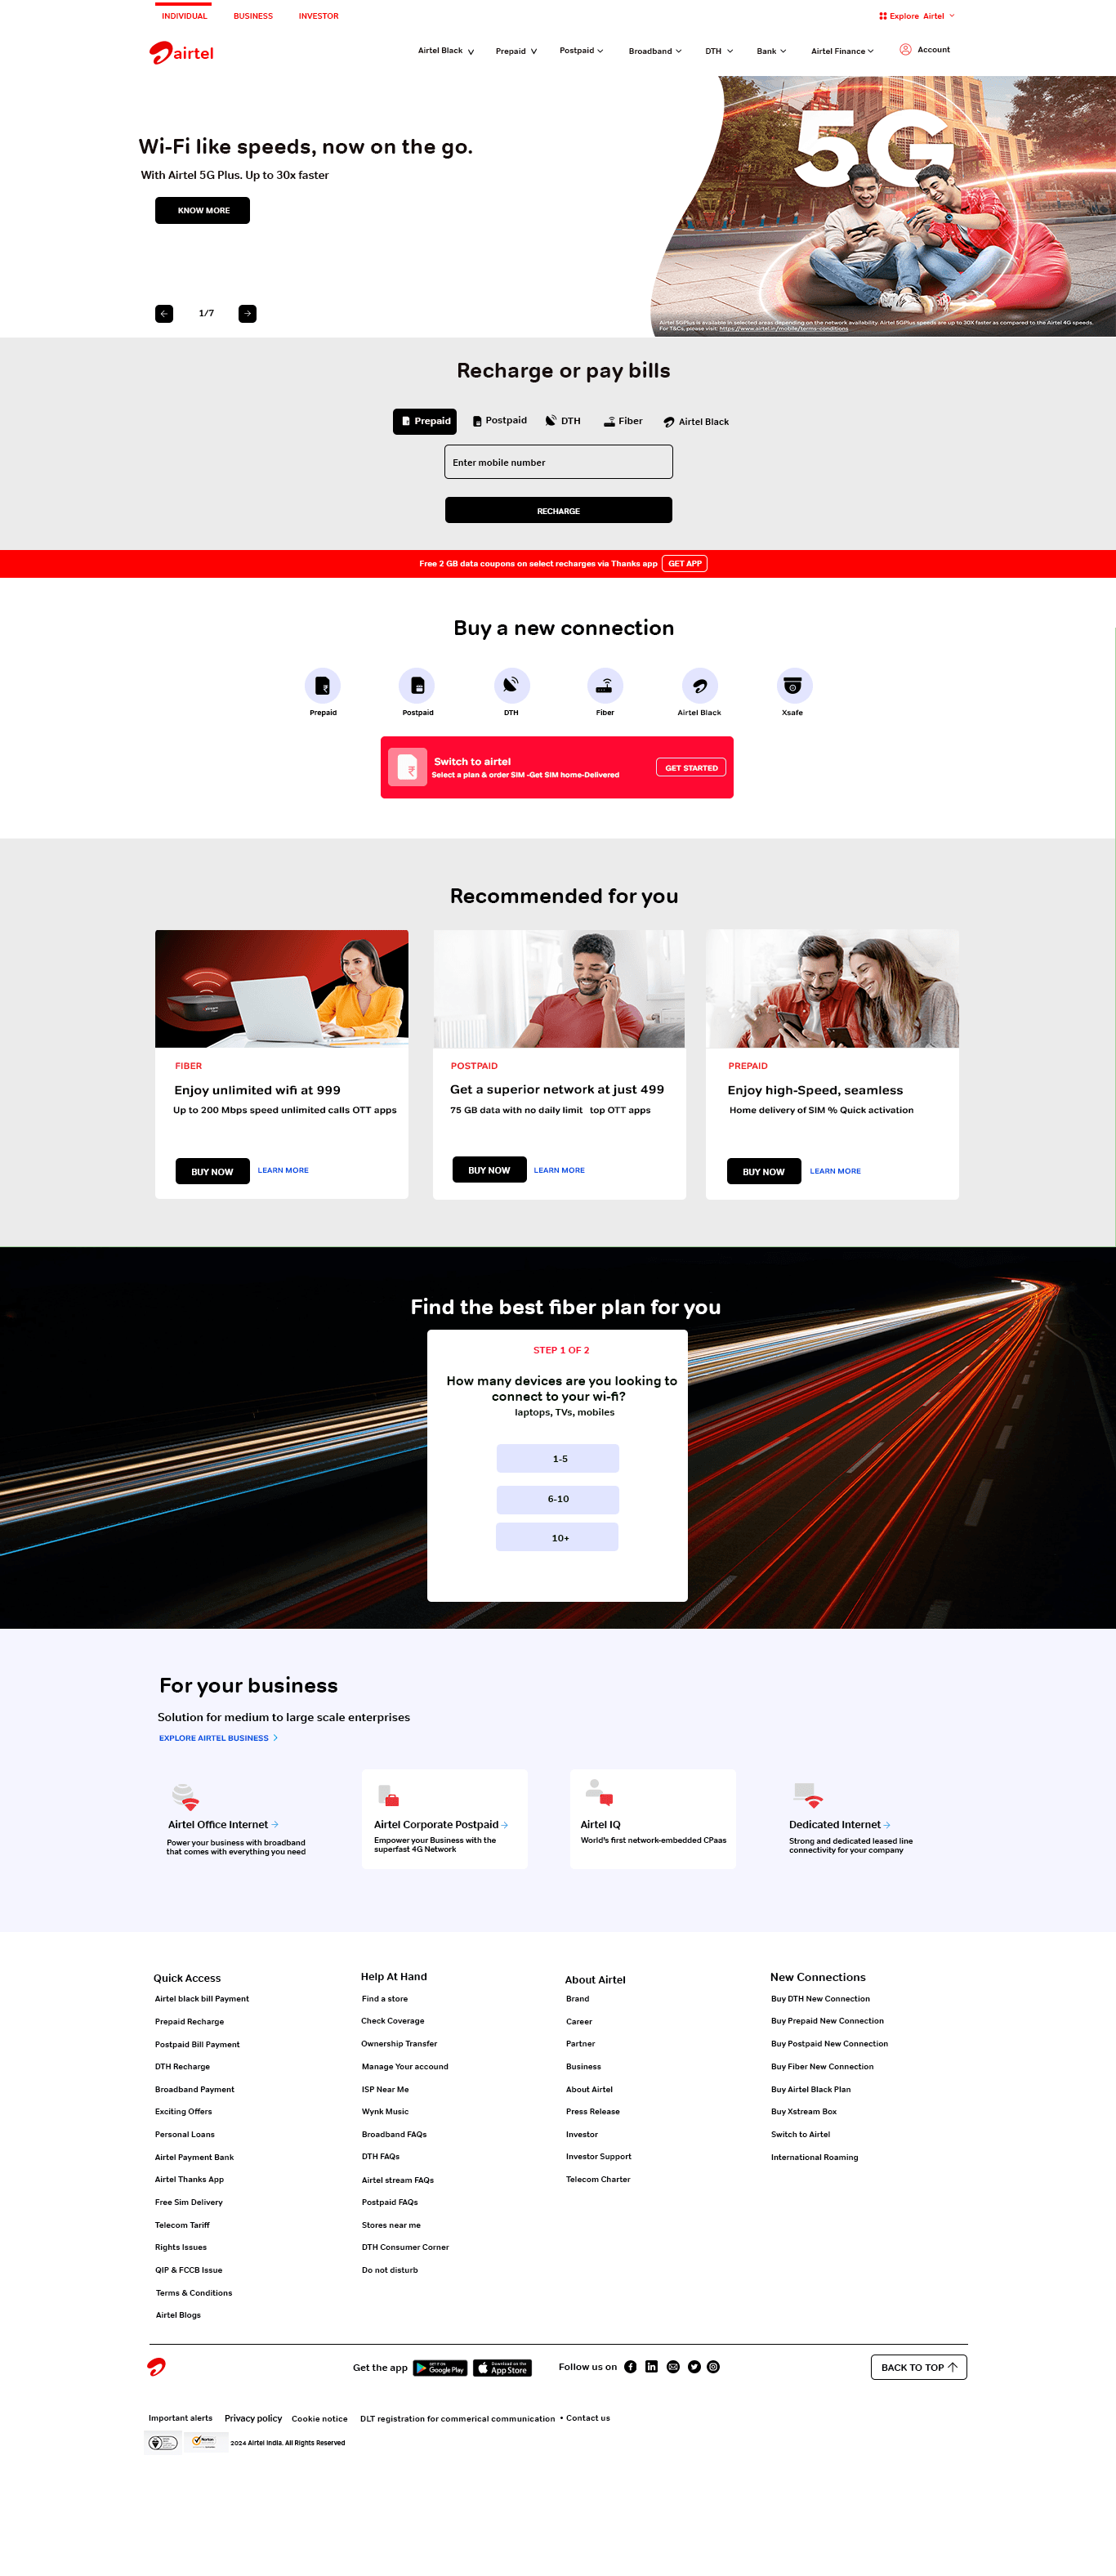 INDIVIDUAL BUSINESS INVESTOR Explore Airtel
airtel Airtel Black Prepaid Postpaid Broadband DTH Bank Airtel Finance Account
5G
Wi-Fi like speeds, now on the go.
With Airtel 5G Plus. Up to 30x faster
KNOW MORE
1/7
Airtel 5GPlus is available in selected areas depending on the network availability. Airtel 5GPlus speeds are up to 30X faster as compared to the Airtel 4G speeds.
For T&Cs, please visit: https://www.airtel.in/mobile/terms-conditions
Recharge or pay bills
Prepaid Postpaid DTH Fiber Airtel Black
Enter mobile number
RECHARGE
Free 2 GB data coupons on select recharges via Thanks app GET APP
Buy a new connection
Prepaid Postpaid DTH Fiber Airtel Black Xsafe
Switch to airtel
Select a plan & order SIM -Get SIM home-Delivered
GET STARTED
Recommended for you
FIBER
Enjoy unlimited wifi at 999
Up to 200 Mbps speed unlimited calls OTT apps
BUY NOW LEARN MORE
POSTPAID
Get a superior network at just 499
75 GB data with no daily limit top OTT apps
BUY NOW LEARN MORE
PREPAID
Enjoy high-Speed, seamless
Home delivery of SIM % Quick activation
BUY NOW LEARN MORE
Find the best fiber plan for you
STEP 1 OF 2
How many devices are you looking to
connect to your wi-fi?
laptops, TVs, mobiles
1-5
6-10
10+
For your business
Solution for medium to large scale enterprises
EXPLORE AIRTEL BUSINESS
Airtel Office Internet
Power your business with broadband
that comes with everything you need
Airtel Corporate Postpaid
Empower your Business with the
superfast 4G Network
Airtel IQ
World's first network-embedded CPaas
Dedicated Internet
Strong and dedicated leased line
connectivity for your company
Quick Access
Airtel black bill Payment
Prepaid Recharge
Postpaid Bill Payment
DTH Recharge
Broadband Payment
Exciting Offers
Personal Loans
Airtel Payment Bank
Airtel Thanks App
Free Sim Delivery
Telecom Tariff
Rights Issues
QIP & FCCB Issue
Terms & Conditions
Airtel Blogs
Help At Hand
Find a store
Check Coverage
Ownership Transfer
Manage Your accound
ISP Near Me
Wynk Music
Broadband FAQs
DTH FAQs
Airtel stream FAQs
Postpaid FAQs
Stores near me
DTH Consumer Corner
Do not disturb
About Airtel
Brand
Career
Partner
Business
About Airtel
Press Release
Investor
Investor Support
Telecom Charter
New Connections
Buy DTH New Connection
Buy Prepaid New Connection
Buy Postpaid New Connection
Buy Fiber New Connection
Buy Airtel Black Plan
Buy Xstream Box
Switch to Airtel
International Roaming
Get the app GET IT ON Google Play Download on the App Store Follow us on BACK TO TOP
Important alerts Privacy policy Cookie notice DLT registration for commerical communication • Contact us
Norton 2024 Airtel India. All Rights Reserved